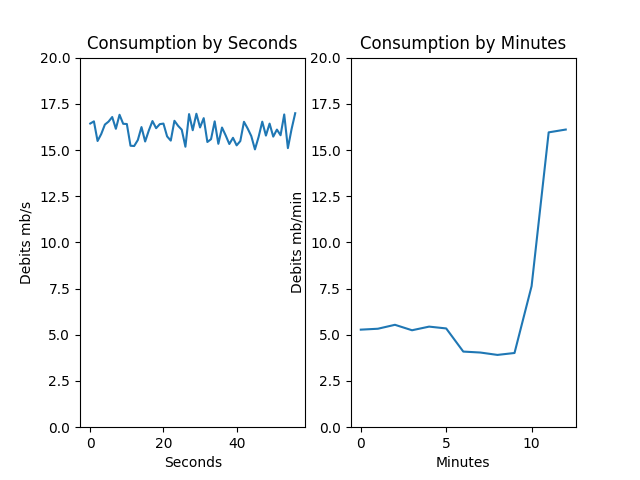 Consumption by Seconds
20.0
17.5
15.0
12.5
10.0
7.5
5.0
2.5
0.0
Debits mb/s
0 20 40
Seconds
Consumption by Minutes
20.0
17.5
15.0
12.5
10.0
7.5
5.0
2.5
0.0
Debits mb/min
0 5 10
Minutes